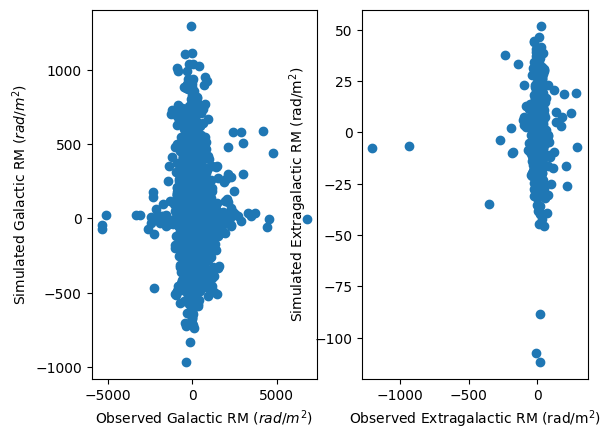 Simulated Galactic RM (rad/m²)
1000
500
0
−500
−1000
−5000 0 5000
Observed Galactic RM (rad/m²)
Simulated Extragalactic RM (rad/m²)
50
25
0
−25
−50
−75
−100
−1000 −500 0
Observed Extragalactic RM (rad/m²)